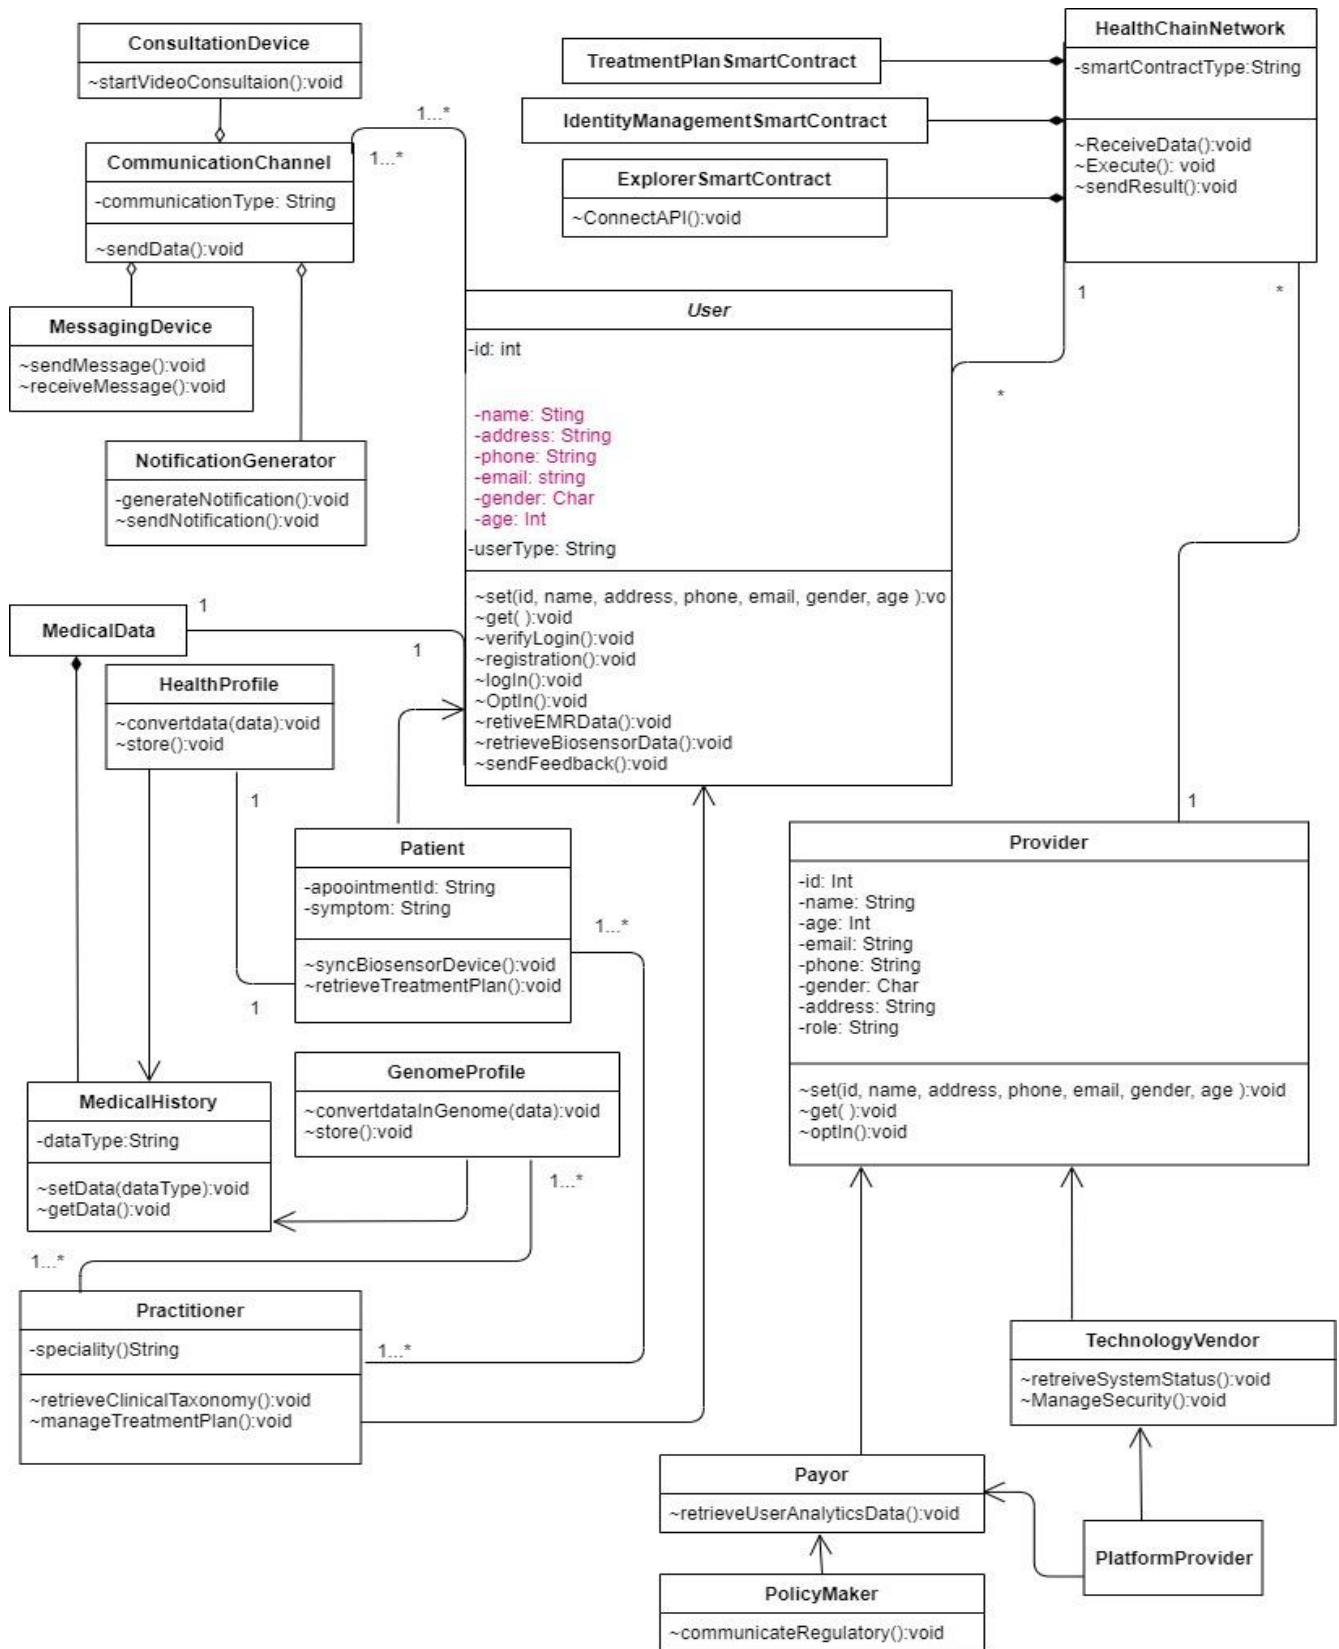 ConsultationDevice
~startVideoConsultaion():void
HealthChainNetwork
-smartContractType:String
~ReceiveData():void
~Execute(): void
~sendResult():void
TreatmentPlanSmartContract
IdentityManagementSmartContract
ExplorerSmartContract
~ConnectAPI():void
1...*
1...*
CommunicationChannel
-communicationType: String
~sendData():void
1
*
*
MessagingDevice
~sendMessage():void
~receiveMessage():void
NotificationGenerator
-generateNotification():void
~sendNotification():void
User
-id: int
-name: Sting
-address: String
-phone: String
-email: string
-gender: Char
-age: Int
-userType: String
~set(id, name, address, phone, email, gender, age ):vo
~get( ):void
~verifyLogin():void
~registration():void
~logIn():void
~OptIn():void
~retiveEMRData():void
~retrieveBiosensorData():void
~sendFeedback():void
MedicalData
1
1
HealthProfile
~convertdata(data):void
~store():void
1
1
Patient
-apoointmentId: String
-symptom: String
~syncBiosensorDevice():void
~retrieveTreatmentPlan():void
1...*
1
Provider
-id: Int
-name: String
-age: Int
-email: String
-phone: String
-gender: Char
-address: String
-role: String
~set(id, name, address, phone, email, gender, age ):void
~get( ):void
~optIn():void
GenomeProfile
~convertdataInGenome(data):void
~store():void
MedicalHistory
-dataType:String
~setData(dataType):void
~getData():void
1...*
1...*
Practitioner
-speciality()String
~retrieveClinicalTaxonomy():void
~manageTreatmentPlan():void
1...*
TechnologyVendor
~retreiveSystemStatus():void
~ManageSecurity():void
Payor
~retrieveUserAnalyticsData():void
PlatformProvider
PolicyMaker
~communicateRegulatory():void